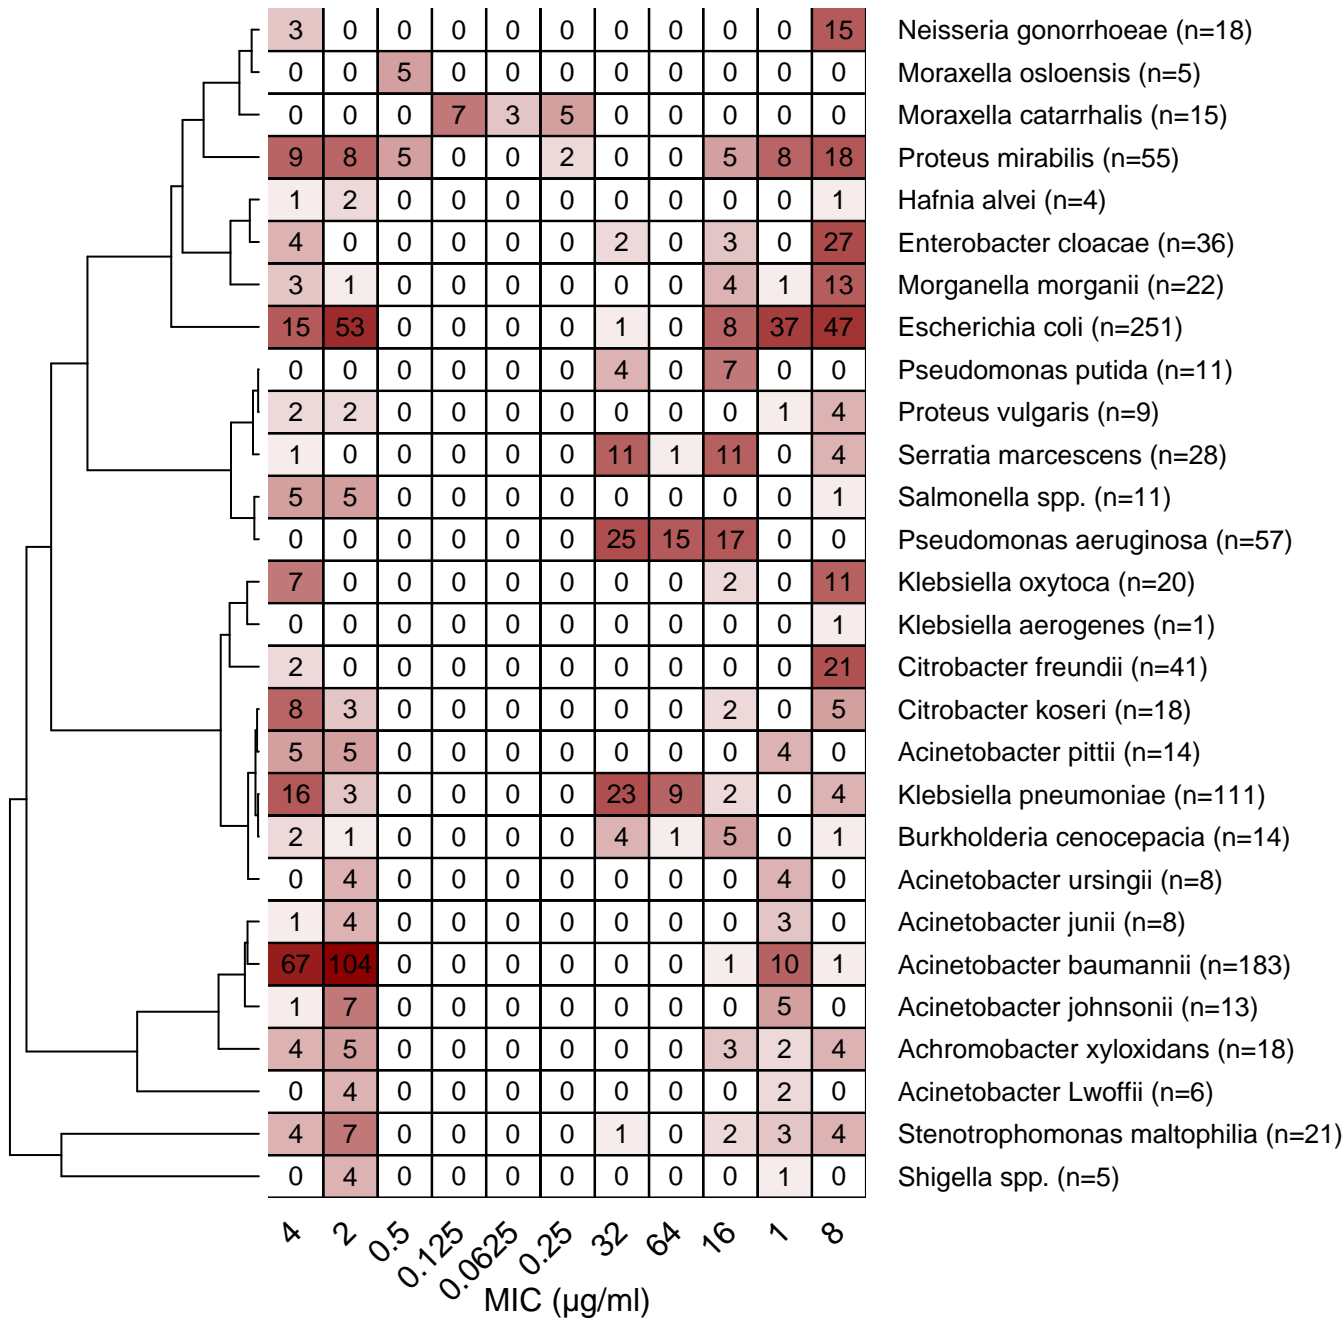 3 0 0 0 0 0 0 0 0 0 15 Neisseria gonorrhoeae (n=18)
0 0 5 0 0 0 0 0 0 0 0 Moraxella osloensis (n=5)
0 0 0 7 3 5 0 0 0 0 0 Moraxella catarrhalis (n=15)
9 8 5 0 0 2 0 0 5 8 18 Proteus mirabilis (n=55)
1 2 0 0 0 0 0 0 0 0 1 Hafnia alvei (n=4)
4 0 0 0 0 0 2 0 3 0 27 Enterobacter cloacae (n=36)
3 1 0 0 0 0 0 0 4 1 13 Morganella morganii (n=22)
15 53 0 0 0 0 1 0 8 37 47 Escherichia coli (n=251)
0 0 0 0 0 0 4 0 7 0 0 Pseudomonas putida (n=11)
2 2 0 0 0 0 0 0 0 1 4 Proteus vulgaris (n=9)
1 0 0 0 0 0 11 1 11 0 4 Serratia marcescens (n=28)
5 5 0 0 0 0 0 0 0 0 1 Salmonella spp. (n=11)
0 0 0 0 0 0 25 15 17 0 0 Pseudomonas aeruginosa (n=57)
7 0 0 0 0 0 0 0 2 0 11 Klebsiella oxytoca (n=20)
0 0 0 0 0 0 0 0 0 0 1 Klebsiella aerogenes (n=1)
2 0 0 0 0 0 0 0 0 0 21 Citrobacter freundii (n=41)
8 3 0 0 0 0 0 0 2 0 5 Citrobacter koseri (n=18)
5 5 0 0 0 0 0 0 0 4 0 Acinetobacter pittii (n=14)
16 3 0 0 0 0 23 9 2 0 4 Klebsiella pneumoniae (n=111)
2 1 0 0 0 0 4 1 5 0 1 Burkholderia cenocepacia (n=14)
0 4 0 0 0 0 0 0 0 4 0 Acinetobacter ursingii (n=8)
1 4 0 0 0 0 0 0 0 3 0 Acinetobacter junii (n=8)
67 104 0 0 0 0 0 0 1 10 1 Acinetobacter baumannii (n=183)
1 7 0 0 0 0 0 0 0 5 0 Acinetobacter johnsonii (n=13)
4 5 0 0 0 0 0 0 3 2 4 Achromobacter xyloxidans (n=18)
0 4 0 0 0 0 0 0 0 2 0 Acinetobacter Lwoffii (n=6)
4 7 0 0 0 0 1 0 2 3 4 Stenotrophomonas maltophilia (n=21)
0 4 0 0 0 0 0 0 0 1 0 Shigella spp. (n=5)
4 2 0.5 0.125 0.0625 0.25 32 64 16 1 8
MIC (µg/ml)